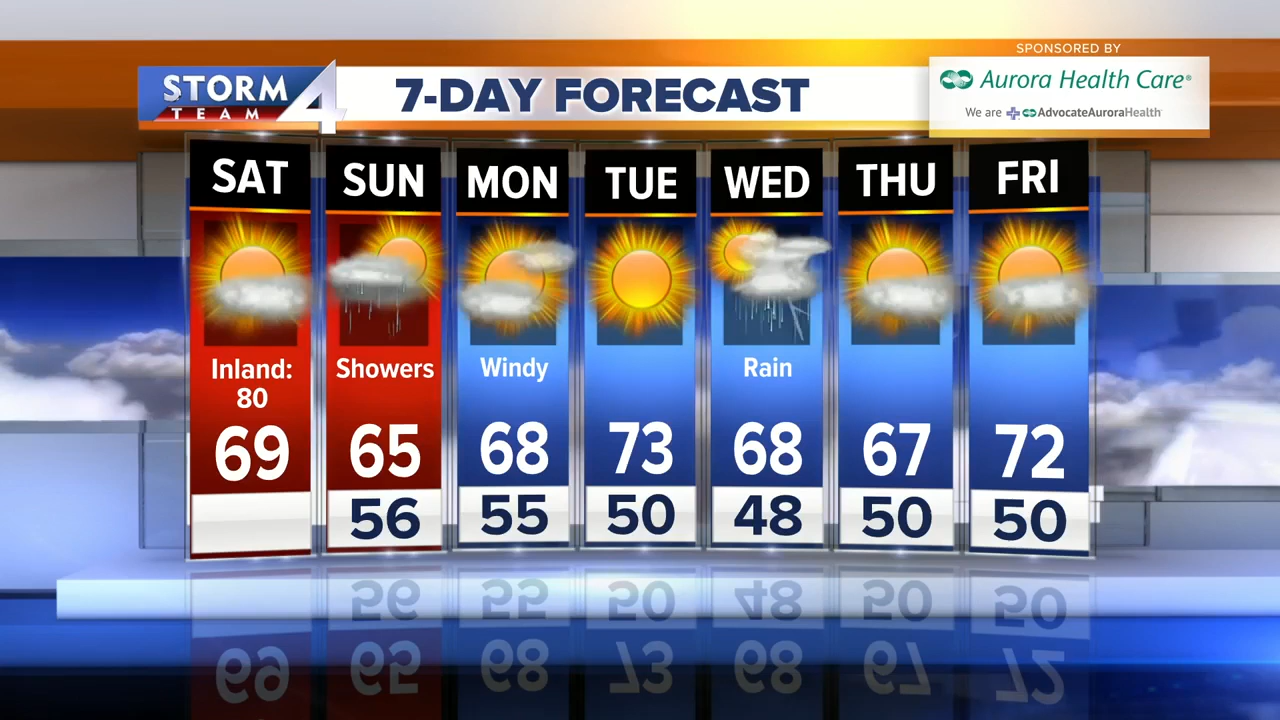 SPONSORED BY
STORM
TEAM 4
7-DAY FORECAST
Aurora Health Care®
We are AdvocateAuroraHealth
SAT SUN MON TUE WED THU FRI
Inland: Showers Windy Rain
80
69 65 68 73 68 67 72
56 55 50 48 50 50